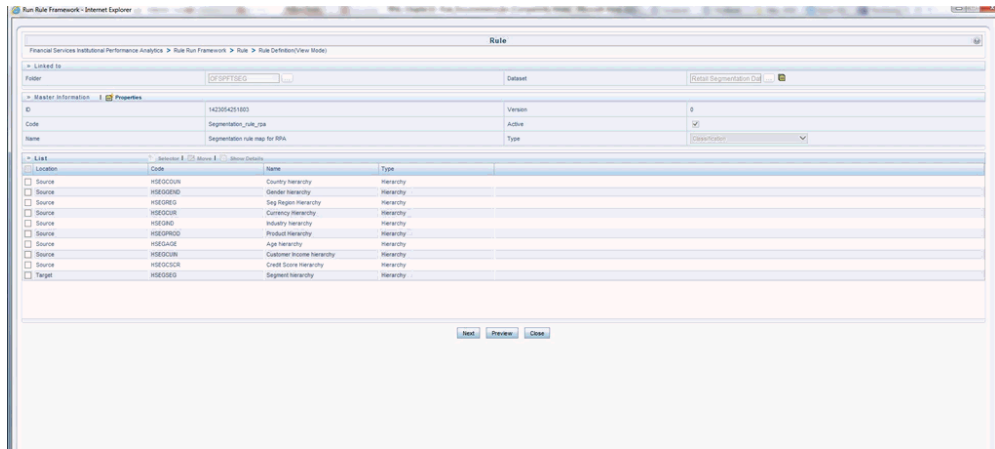 Run Rule Framework - Internet Explorer
Rule
Financial Services Institutional Performance Analytics > Rule Run Framework > Rule > Rule Definition(View Mode)
Linked to
Folder OFSPFTSEG Dataset Retail Segmentation Dat
Master Information Properties
ID 1423054251803 Version 0
Code Segmentation_rule_rpa Active
Name Segmentation rule map for RPA Type Classification
List Selector Move Show Details
Location Code Name Type
Source HSEGCOUN Country hierarchy Hierarchy
Source HSEGGEND Gender hierarchy Hierarchy
Source HSEGREG Seg Region Hierarchy Hierarchy
Source HSEGCUR Currency Hierarchy Hierarchy
Source HSEGIND Industry hierarchy Hierarchy
Source HSEGPROD Product Hierarchy Hierarchy
Source HSEGAGE Age hierarchy Hierarchy
Source HSEGCUIN Customer Income hierarchy Hierarchy
Source HSEGCSCR Credit Score Hierarchy Hierarchy
Target HSEGSEG Segment hierarchy Hierarchy
Next Preview Close